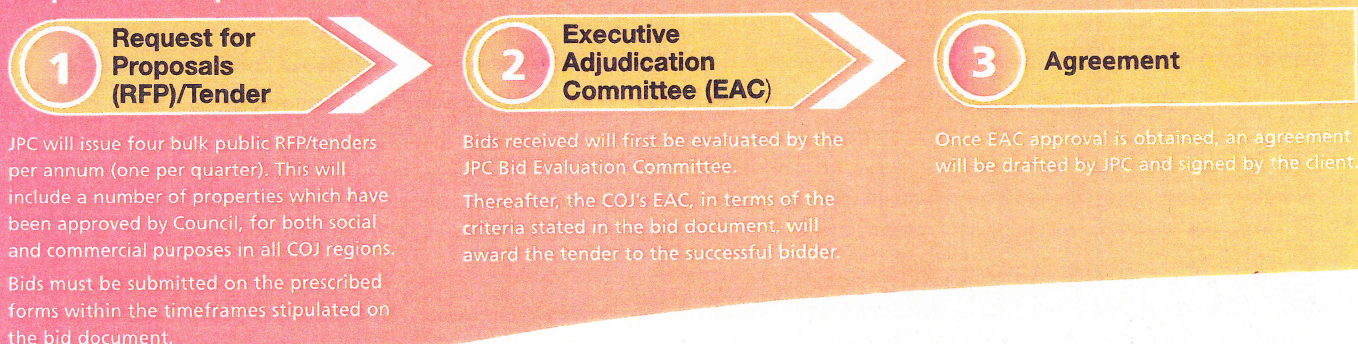 1
Request for
Proposals
(RFP)/Tender
JPC will issue four bulk public RFP/tenders
per annum (one per quarter). This will
include a number of properties which have
been approved by Council, for both social
and commercial purposes in all COJ regions.
Bids must be submitted on the prescribed
forms within the timeframes stipulated on
the bid document.
2
Executive
Adjudication
Committee (EAC)
Bids received will first be evaluated by the
JPC Bid Evaluation Committee.
Thereafter, the COJ's EAC, in terms of the
criteria stated in the bid document, will
award the tender to the successful bidder.
3
Agreement
Once EAC approval is obtained, an agreement
will be drafted by JPC and signed by the client.